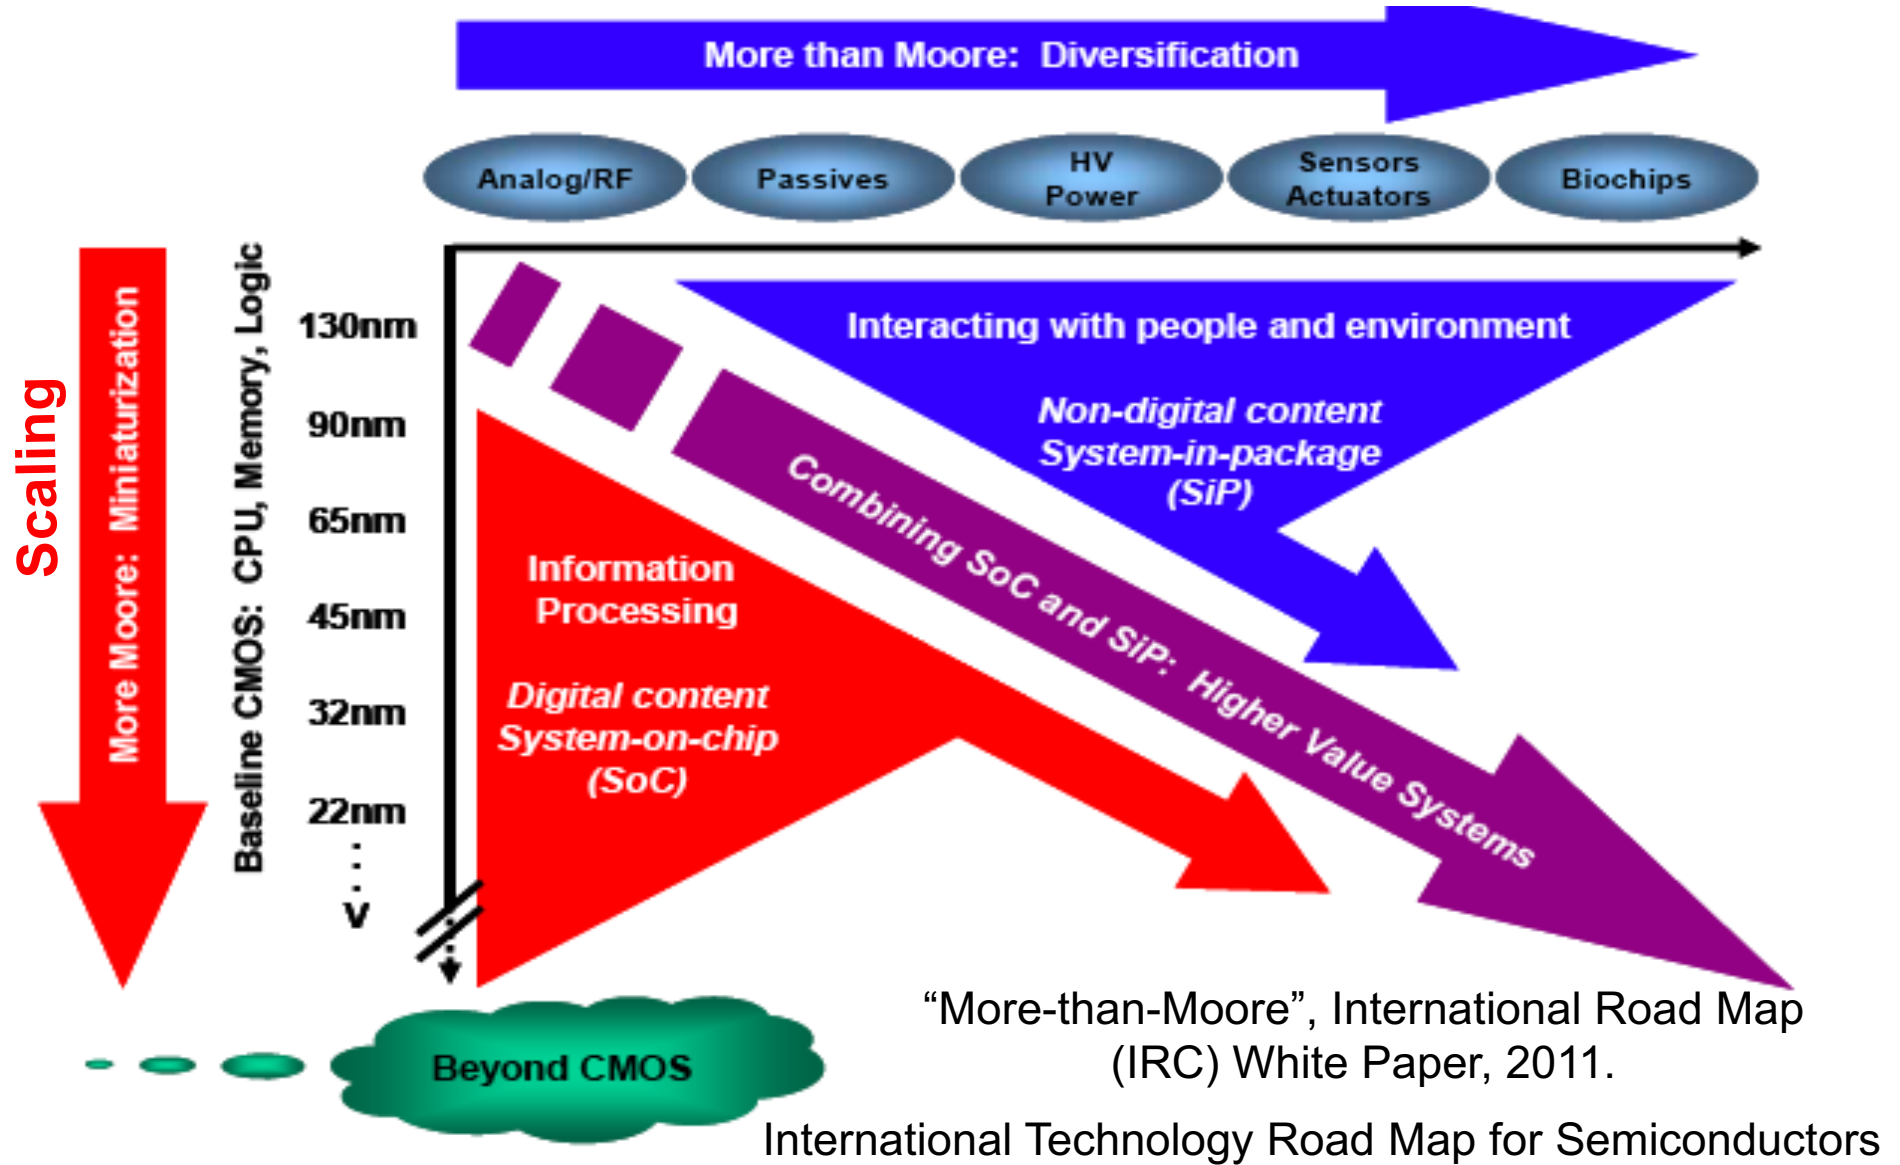 More than Moore: Diversification
Analog/RF
Passives
HV
Power
Sensors
Actuators
Biochips
Scaling
More Moore: Miniaturization
Baseline CMOS: CPU, Memory, Logic
130nm
90nm
65nm
45nm
32nm
22nm
V
Interacting with people and environment
Non-digital content
System-in-package
(SiP)
Combining SoC and SiP: Higher Value Systems
Information
Processing
Digital content
System-on-chip
(SoC)
Beyond CMOS
“More-than-Moore”, International Road Map
(IRC) White Paper, 2011.
International Technology Road Map for Semiconductors